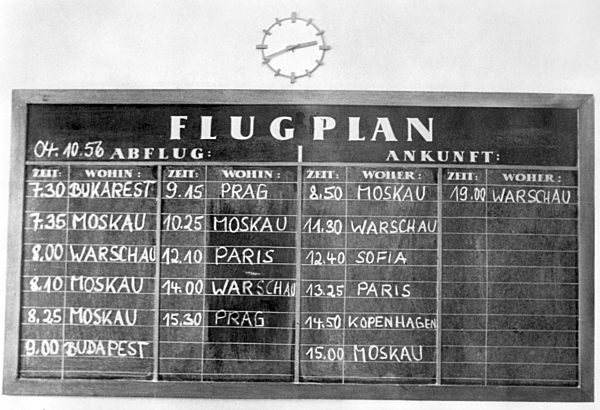 FLUGPLAN
04.10.56 ABFLUG: ANKUNFT:
ZEIT: WOHIN: ZEIT: WOHIN: ZEIT: WOHER: ZEIT: WOHER:
7.30 BUKAREST 9.15 PRAG 8.50 MOSKAU 19.00 WARSCHAU
7.35 MOSKAU 10.25 MOSKAU 11.30 WARSCHAU
8.00 WARSCHAU 12.10 PARIS 12.40 SOFIA
8.10 MOSKAU 14.00 WARSCHAU 13.25 PARIS
8.25 MOSKAU 15.30 PRAG 14.50 KOPENHAGEN
9.00 BUDAPEST 15.00 MOSKAU